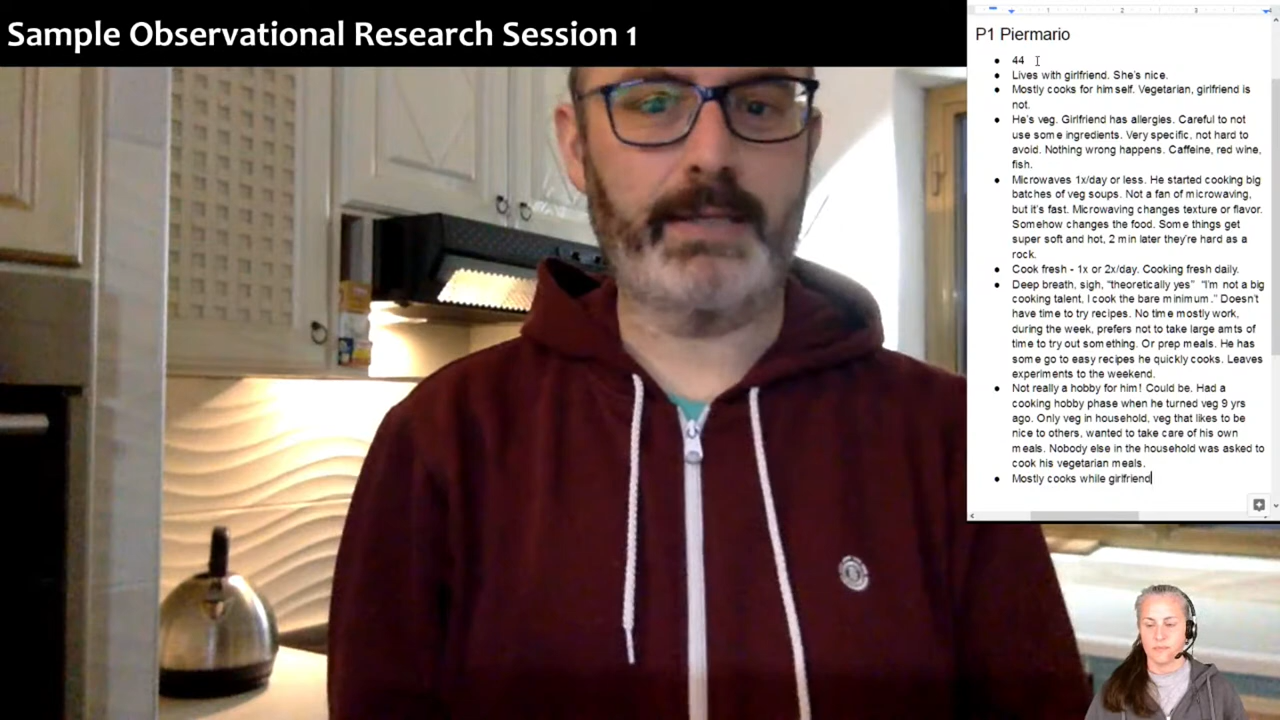 Sample Observational Research Session 1
P1 Piermario
44
Lives with girlfriend. She's nice.
Mostly cooks for himself. Vegetarian, girlfriend is
not.
He's veg. Girlfriend has allergies. Careful to not
use some ingredients. Very specific, not hard to
avoid. Nothing wrong happens. Caffeine, red wine,
fish.
Microwaves 1x/day or less. He started cooking big
batches of veg soups. Not a fan of microwaving,
but it's fast. Microwaving changes texture or flavor.
Somehow changes the food. Some things get
super soft and hot, 2 min later they're hard as a
rock.
Cook fresh - 1x or 2x/day. Cooking fresh daily.
Deep breath, sigh, "theoretically yes" "I'm not a big
cooking talent, I cook the bare minimum." Doesn't
have time to try recipes. No time mostly work,
during the week, prefers not to take large amts of
time to try out something. Or prep meals. He has
some go to easy recipes he quickly cooks. Leaves
experiments to the weekend.
Not really a hobby for him! Could be. Had a
cooking hobby phase when he turned veg 9 yrs
ago. Only veg in household, veg that likes to be
nice to others, wanted to take care of his own
meals. Nobody else in the household was asked to
cook his vegetarian meals.
Mostly cooks while girlfriend